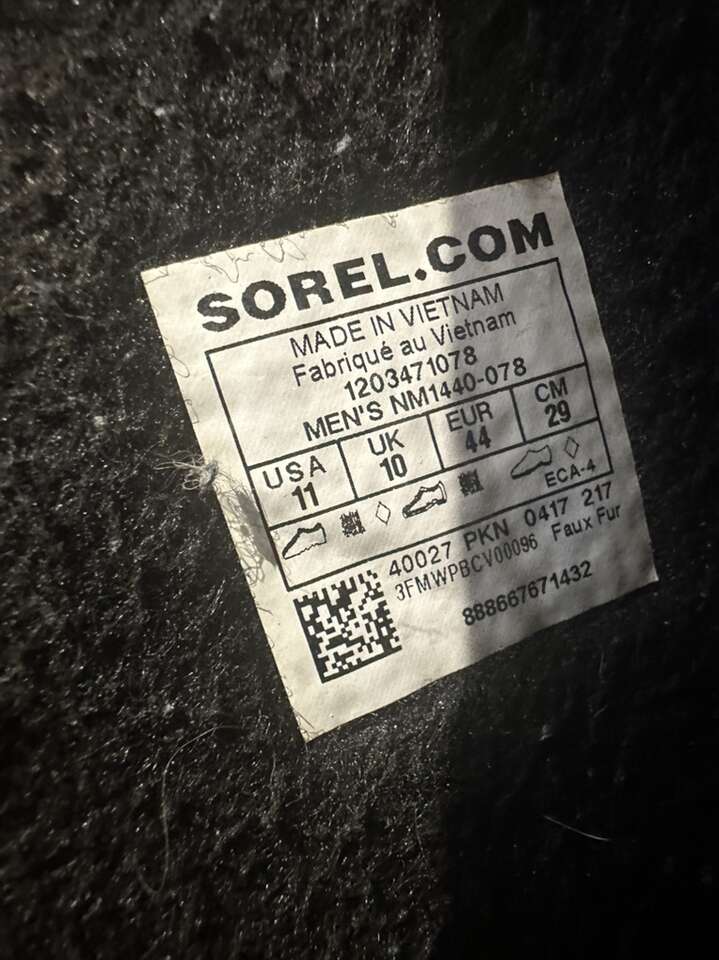 SOREL.COM
MADE IN VIETNAM
Fabriqué au Vietnam
1203471078
MEN'S NM1440-078
USA UK EUR CM
11 10 44 29
ECA-4
40027 PKN 0417 217
3FMWPBCV00096 Faux Fur
888667671432